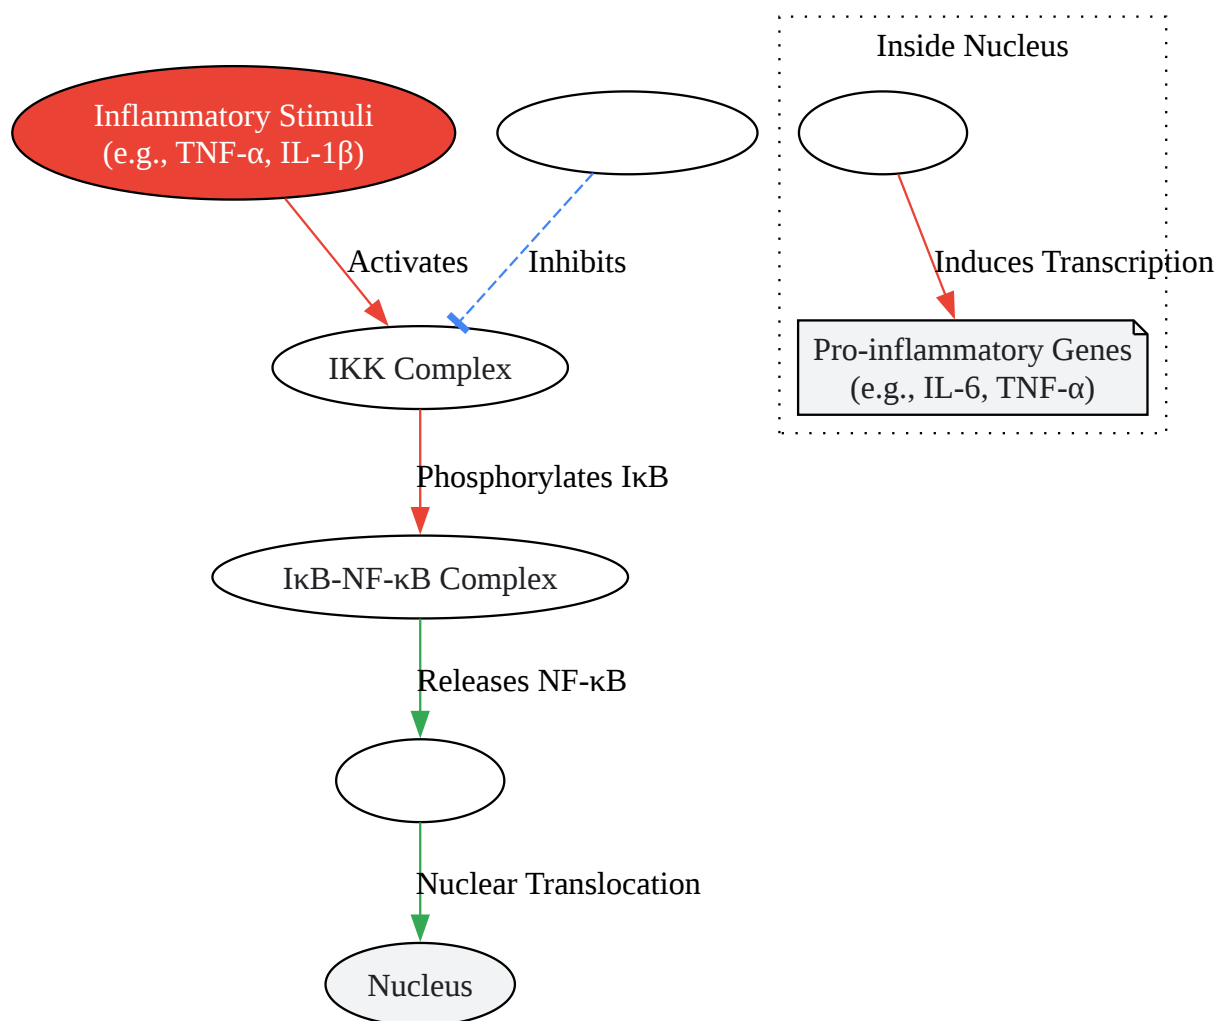 Inside Nucleus
Inflammatory Stimuli
(e.g., TNF-α, IL-1β)
Activates
Inhibits
Induces Transcription
IKK Complex
Pro-inflammatory Genes
(e.g., IL-6, TNF-α)
Phosphorylates IκB
IκB-NF-κB Complex
Releases NF-κB
Nuclear Translocation
Nucleus